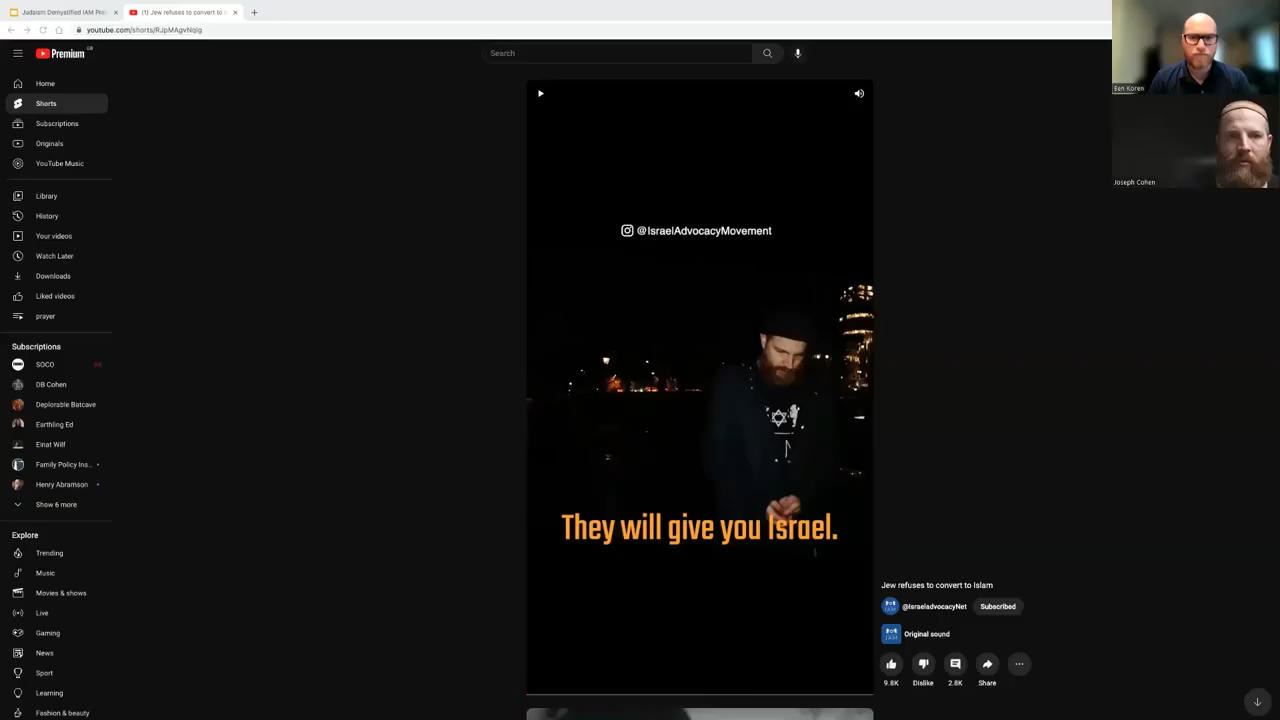 Judaism Demystified IAM Pre
(1) Jew refuses to convert to I
youtube.com/shorts/RJpMAgvNqIg
Premium
GB
Search
Home
Shorts
Subscriptions
Originals
YouTube Music
Library
History
Your videos
Watch Later
Downloads
Liked videos
prayer
Subscriptions
SOCO
DB Cohen
Deplorable Batcave
Earthling Ed
Einat Wilf
Family Policy Ins...
Henry Abramson
Show 6 more
Explore
Trending
Music
Movies & shows
Live
Gaming
News
Sport
Learning
Fashion & beauty
@IsraelAdvocacyMovement
They will give you Israel.
Jew refuses to convert to Islam
@IsraeladvocacyNet
Subscribed
Original sound
9.8K
Dislike
2.8K
Share
Ben Koren
Joseph Cohen